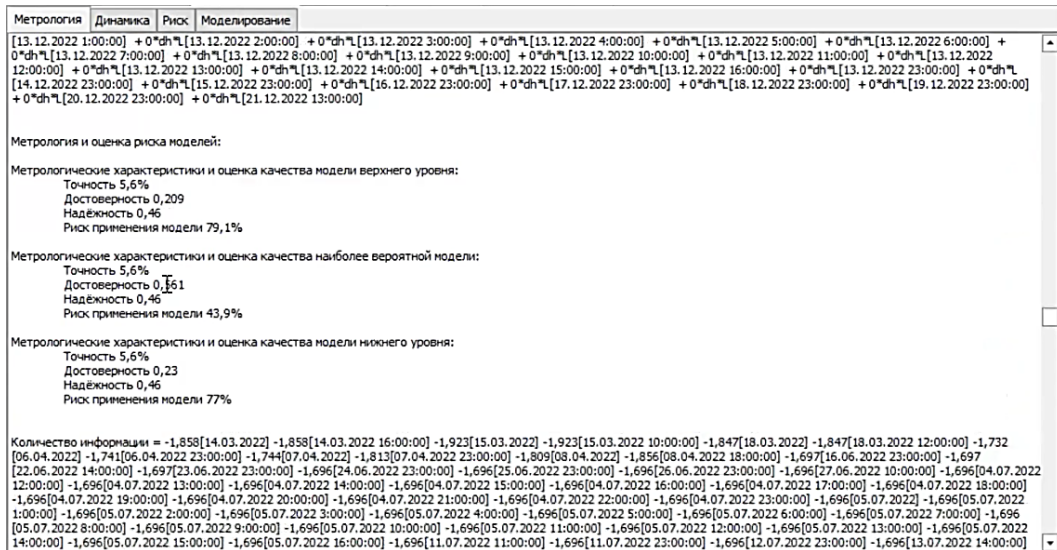 Метрология Динамика Риск Моделирование
[13.12.2022 1:00:00] + 0*dh*L[13.12.2022 2:00:00] + 0*dh*L[13.12.2022 3:00:00] + 0*dh*L[13.12.2022 4:00:00] + 0*dh*L[13.12.2022 5:00:00] + 0*dh*L[13.12.2022 6:00:00] +
0*dh*L[13.12.2022 7:00:00] + 0*dh*L[13.12.2022 8:00:00] + 0*dh*L[13.12.2022 9:00:00] + 0*dh*L[13.12.2022 10:00:00] + 0*dh*L[13.12.2022 11:00:00] + 0*dh*L[13.12.2022
12:00:00] + 0*dh*L[13.12.2022 13:00:00] + 0*dh*L[13.12.2022 14:00:00] + 0*dh*L[13.12.2022 15:00:00] + 0*dh*L[13.12.2022 16:00:00] + 0*dh*L[13.12.2022 23:00:00] + 0*dh*L
[14.12.2022 23:00:00] + 0*dh*L[15.12.2022 23:00:00] + 0*dh*L[16.12.2022 23:00:00] + 0*dh*L[17.12.2022 23:00:00] + 0*dh*L[18.12.2022 23:00:00] + 0*dh*L[19.12.2022 23:00:00]
+ 0*dh*L[20.12.2022 23:00:00] + 0*dh*L[21.12.2022 13:00:00]
Метрология и оценка риска моделей:
Метрологические характеристики и оценка качества модели верхнего уровня:
Точность 5,6%
Достоверность 0,209
Надёжность 0,46
Риск применения модели 79,1%
Метрологические характеристики и оценка качества наиболее вероятной модели:
Точность 5,6%
Достоверность 0,561
Надёжность 0,46
Риск применения модели 43,9%
Метрологические характеристики и оценка качества модели нижнего уровня:
Точность 5,6%
Достоверность 0,23
Надёжность 0,46
Риск применения модели 77%
Количество информации = -1,858[14.03.2022] -1,858[14.03.2022 16:00:00] -1,923[15.03.2022] -1,923[15.03.2022 10:00:00] -1,847[18.03.2022] -1,847[18.03.2022 12:00:00] -1,732
[06.04.2022] -1,741[06.04.2022 23:00:00] -1,744[07.04.2022] -1,813[07.04.2022 23:00:00] -1,809[08.04.2022] -1,856[08.04.2022 18:00:00] -1,697[16.06.2022 23:00:00] -1,697
[22.06.2022 14:00:00] -1,697[23.06.2022 23:00:00] -1,696[24.06.2022 23:00:00] -1,696[25.06.2022 23:00:00] -1,696[26.06.2022 23:00:00] -1,696[27.06.2022 10:00:00] -1,696[04.07.2022
12:00:00] -1,696[04.07.2022 13:00:00] -1,696[04.07.2022 14:00:00] -1,696[04.07.2022 15:00:00] -1,696[04.07.2022 16:00:00] -1,696[04.07.2022 17:00:00] -1,696[04.07.2022 18:00:00]
-1,696[04.07.2022 19:00:00] -1,696[04.07.2022 20:00:00] -1,696[04.07.2022 21:00:00] -1,696[04.07.2022 22:00:00] -1,696[04.07.2022 23:00:00] -1,696[05.07.2022] -1,696[05.07.2022
1:00:00] -1,696[05.07.2022 2:00:00] -1,696[05.07.2022 3:00:00] -1,696[05.07.2022 4:00:00] -1,696[05.07.2022 5:00:00] -1,696[05.07.2022 6:00:00] -1,696[05.07.2022 7:00:00] -1,696
[05.07.2022 8:00:00] -1,696[05.07.2022 9:00:00] -1,696[05.07.2022 10:00:00] -1,696[05.07.2022 11:00:00] -1,696[05.07.2022 12:00:00] -1,696[05.07.2022 13:00:00] -1,696[05.07.2022
14:00:00] -1,696[05.07.2022 15:00:00] -1,696[05.07.2022 16:00:00] -1,696[11.07.2022 11:00:00] -1,696[11.07.2022 23:00:00] -1,696[12.07.2022 23:00:00] -1,696[13.07.2022 14:00:00]